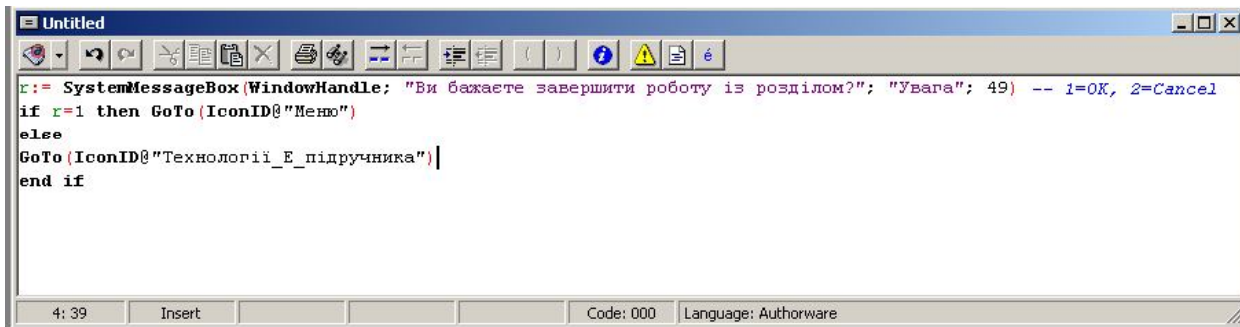 Untitled
r:= SystemMessageBox(WindowHandle; "Ви бажаєте завершити роботу із розділом?"; "Увага"; 49) -- 1=OK, 2=Cancel
if r=1 then GoTo(IconID@"Меню")
else
GoTo(IconID@"Технології_Е_підручника")
end if
4: 39 Insert Code: 000 Language: Authorware